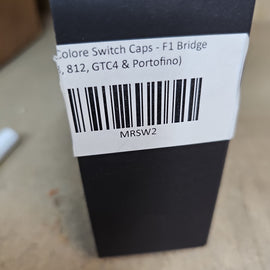 Colore Switch Caps - F1 Bridge
812, GTC4 & Portofino)
MRSW2